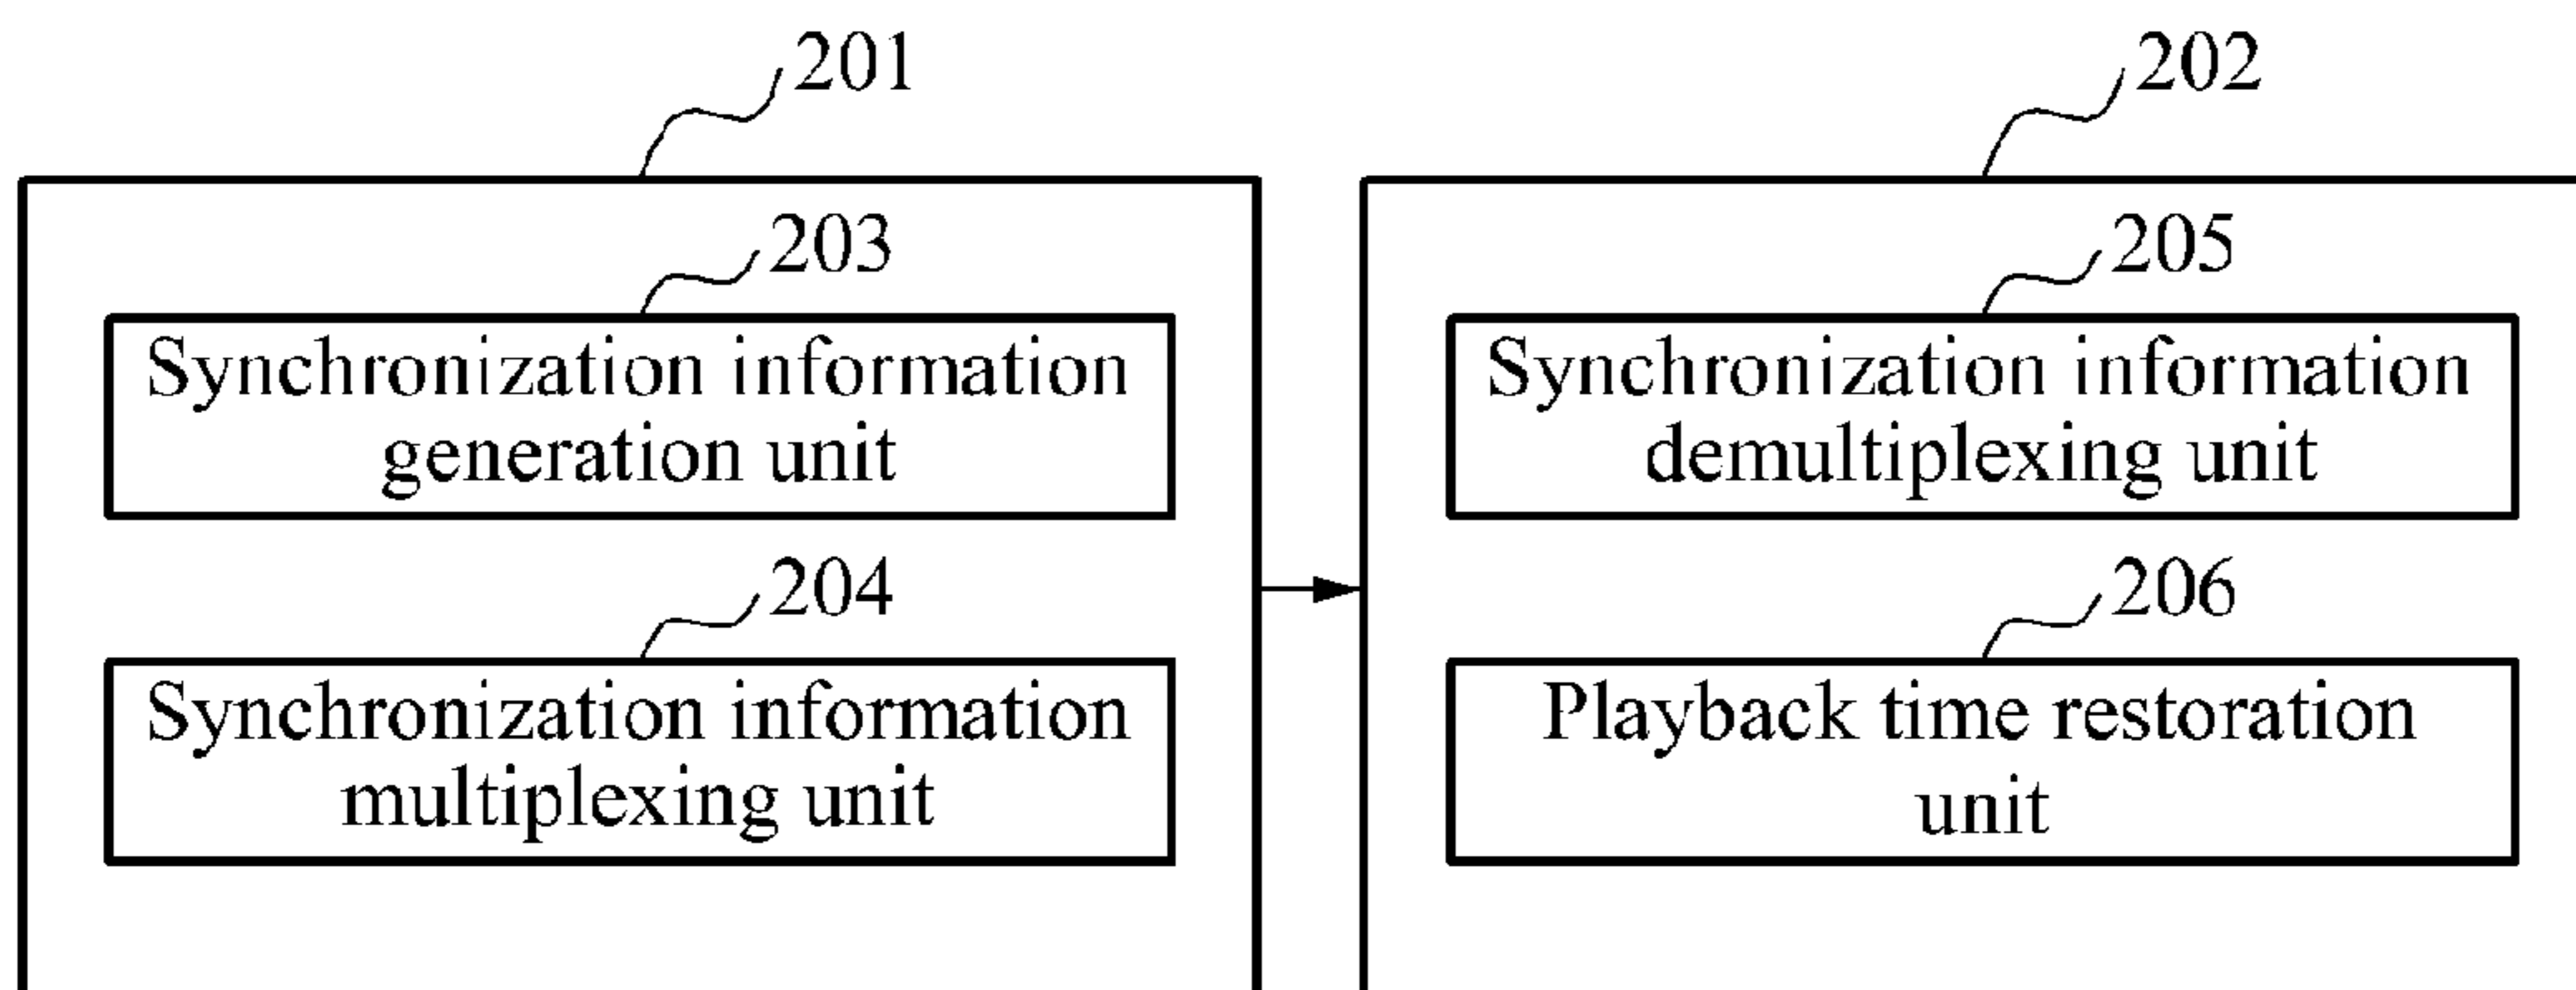 201
202
203
Synchronization information
generation unit
204
Synchronization information
multiplexing unit
205
Synchronization information
demultiplexing unit
206
Playback time restoration
unit